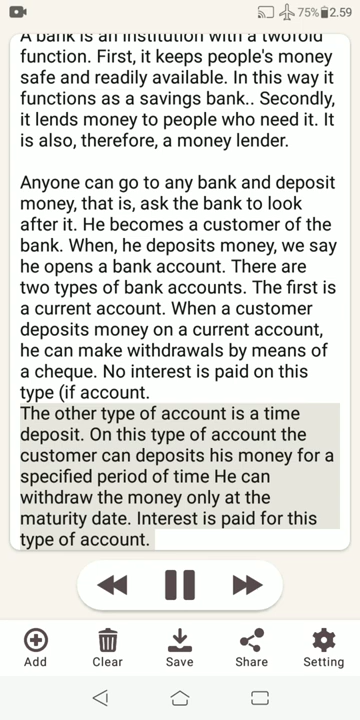 75% 2.59
A bank is an institution with a twofold
function. First, it keeps people's money
safe and readily available. In this way it
functions as a savings bank.. Secondly,
it lends money to people who need it. It
is also, therefore, a money lender.
Anyone can go to any bank and deposit
money, that is, ask the bank to look
after it. He becomes a customer of the
bank. When, he deposits money, we say
he opens a bank account. There are
two types of bank accounts. The first is
a current account. When a customer
deposits money on a current account,
he can make withdrawals by means of
a cheque. No interest is paid on this
type (if account.
The other type of account is a time
deposit. On this type of account the
customer can deposits his money for a
specified period of time He can
withdraw the money only at the
maturity date. Interest is paid for this
type of account.
Add Clear Save Share Setting